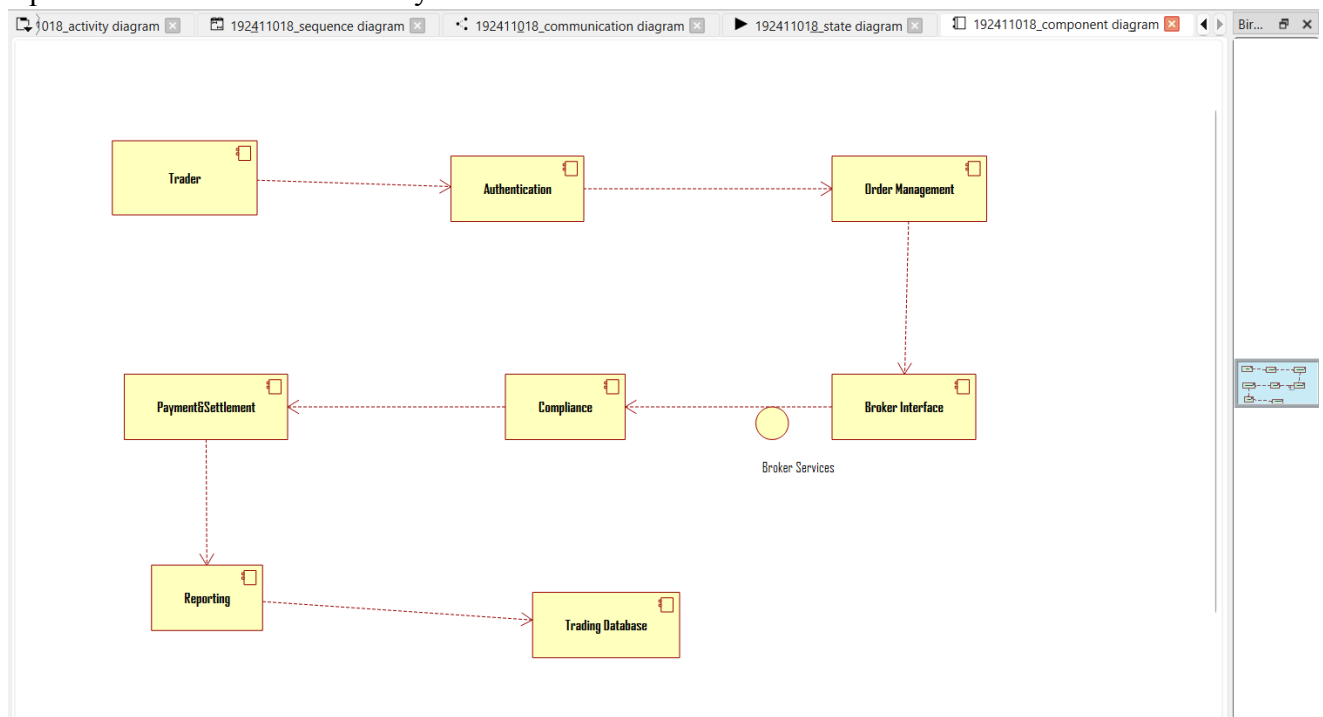 018_activity diagram
192411018_sequence diagram
192411018_communication diagram
192411018_state diagram
192411018_component diagram
Bir...
Trader
Authentication
Order Management
Payment&Settlement
Compliance
Broker Interface
Broker Services
Reporting
Trading Database